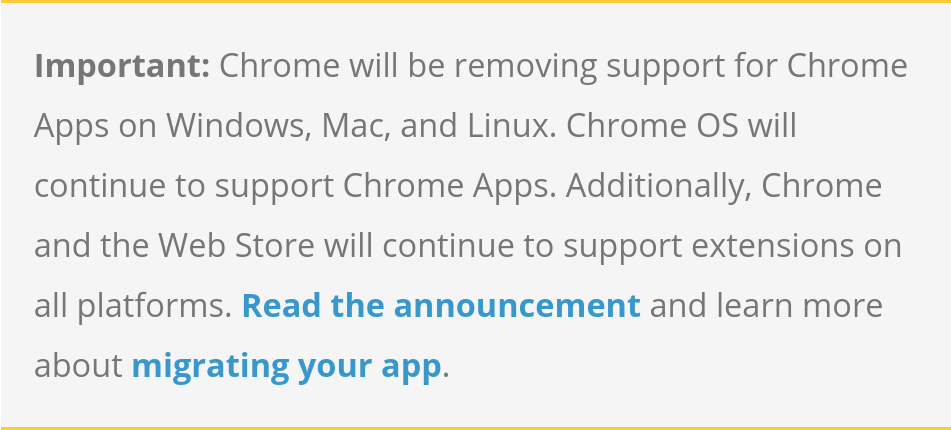 Important: Chrome will be removing support for Chrome
Apps on Windows, Mac, and Linux. Chrome OS will
continue to support Chrome Apps. Additionally, Chrome
and the Web Store will continue to support extensions on
all platforms. Read the announcement and learn more
about migrating your app.